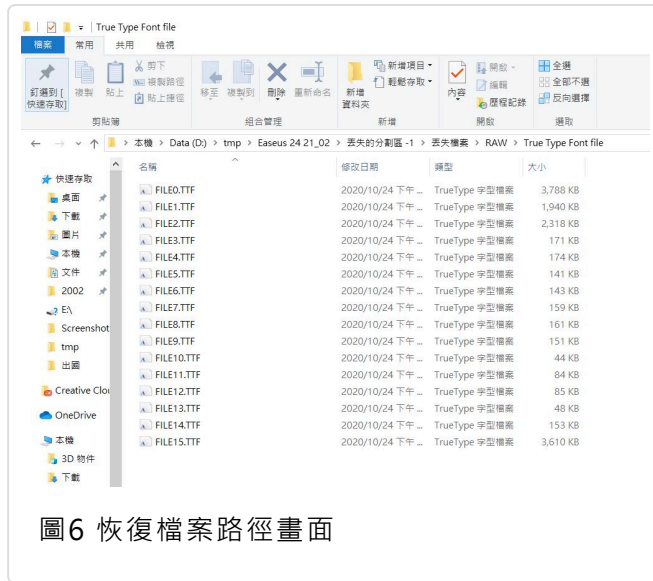 True Type Font file
檔案 常用 共用 檢視
釘選到 [快速存取] 複製 貼上 剪下 複製路徑 貼上捷徑 移至 複製到 刪除 重新命名 新增資料夾 新增項目 輕鬆存取 內容 開啟 編輯 歷程記錄 全選 全部不選 反向選擇
剪貼簿 組合管理 新增 開啟 選取
本機 > Data (D:) > tmp > Easeus 24 21_02 > 丟失的分割區 -1 > 丟失檔案 > RAW > True Type Font file
名稱 修改日期 類型 大小
快速存取
桌面
下載
圖片
本機
文件
2002
E:\
Screenshot
tmp
出國
Creative Clou
OneDrive
本機
3D 物件
下載
FILE0.TTF 2020/10/24 下午 ... TrueType 字型檔案 3,788 KB
FILE1.TTF 2020/10/24 下午 ... TrueType 字型檔案 1,940 KB
FILE2.TTF 2020/10/24 下午 ... TrueType 字型檔案 2,318 KB
FILE3.TTF 2020/10/24 下午 ... TrueType 字型檔案 171 KB
FILE4.TTF 2020/10/24 下午 ... TrueType 字型檔案 174 KB
FILE5.TTF 2020/10/24 下午 ... TrueType 字型檔案 141 KB
FILE6.TTF 2020/10/24 下午 ... TrueType 字型檔案 143 KB
FILE7.TTF 2020/10/24 下午 ... TrueType 字型檔案 159 KB
FILE8.TTF 2020/10/24 下午 ... TrueType 字型檔案 161 KB
FILE9.TTF 2020/10/24 下午 ... TrueType 字型檔案 151 KB
FILE10.TTF 2020/10/24 下午 ... TrueType 字型檔案 44 KB
FILE11.TTF 2020/10/24 下午 ... TrueType 字型檔案 84 KB
FILE12.TTF 2020/10/24 下午 ... TrueType 字型檔案 85 KB
FILE13.TTF 2020/10/24 下午 ... TrueType 字型檔案 48 KB
FILE14.TTF 2020/10/24 下午 ... TrueType 字型檔案 153 KB
FILE15.TTF 2020/10/24 下午 ... TrueType 字型檔案 3,610 KB
圖6 恢復檔案路徑畫面